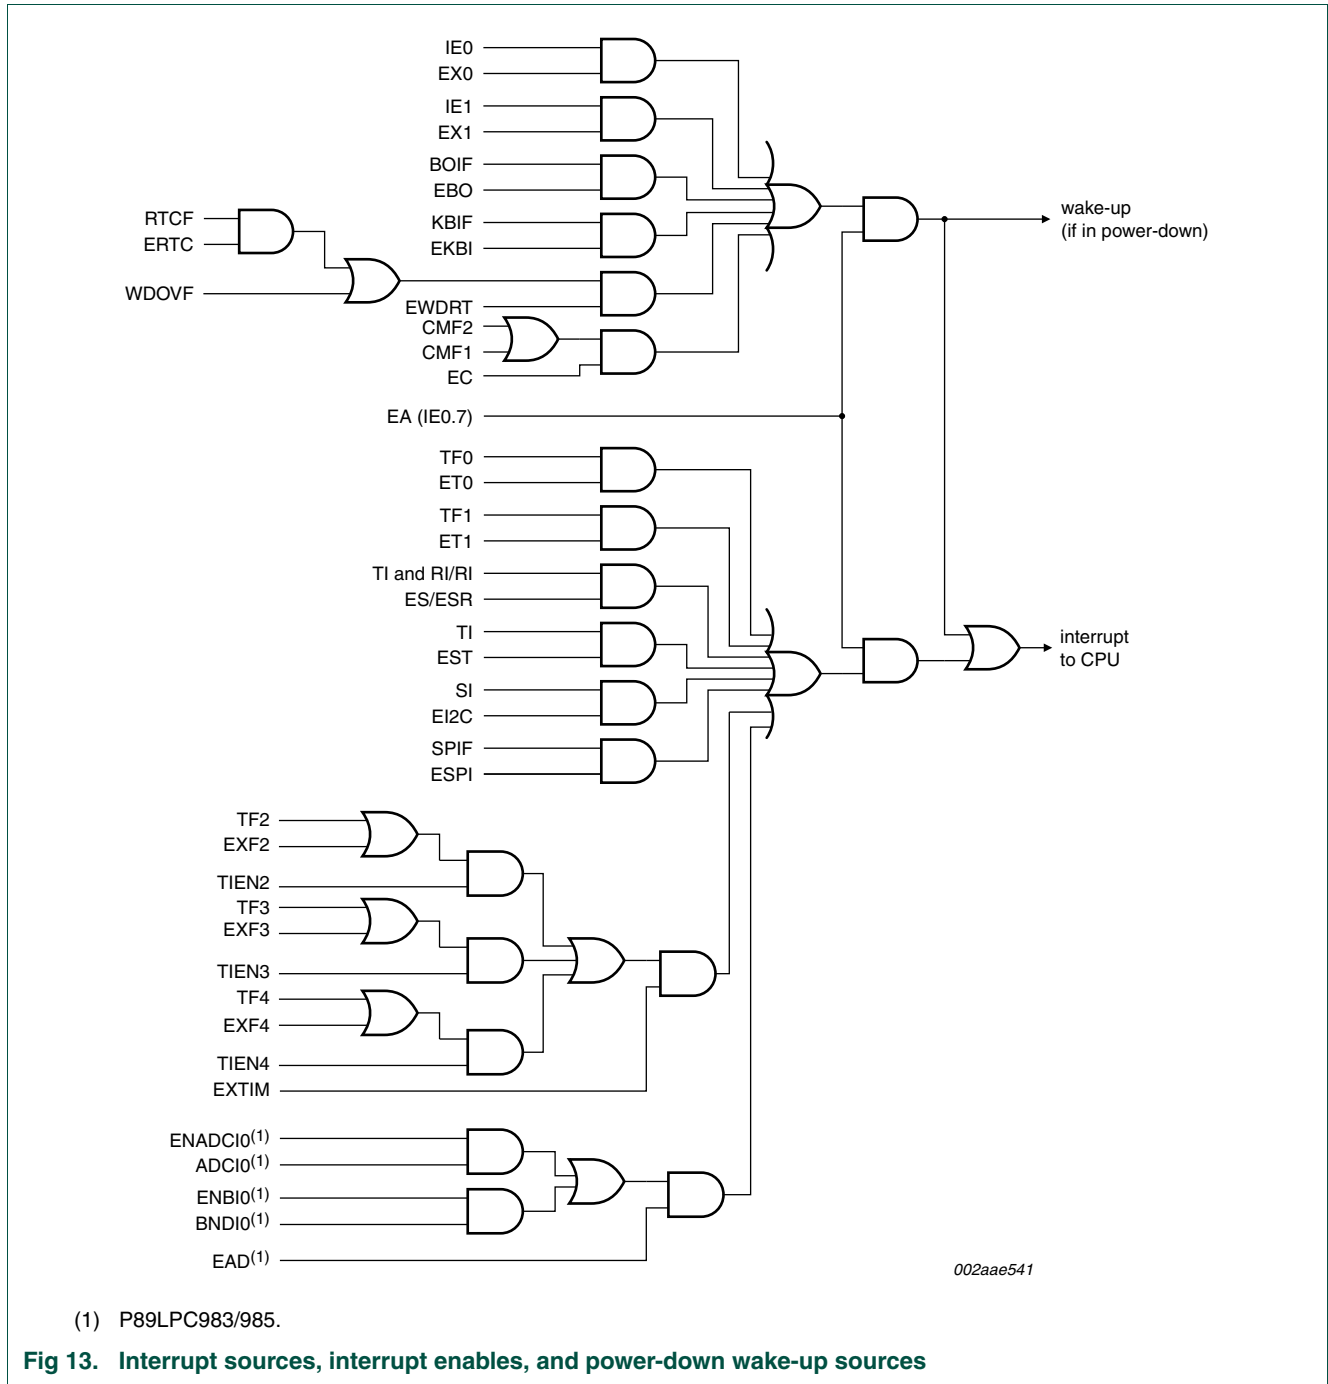 IE0
EX0
IE1
EX1
BOIF
EBO
KBIF
EKBI
RTCF
ERTC
WDOVF
EWDRT
CMF2
CMF1
EC
wake-up
(if in power-down)
EA (IE0.7)
TF0
ET0
TF1
ET1
TI and RI/RI
ES/ESR
TI
EST
SI
EI2C
SPIF
ESPI
interrupt
to CPU
TF2
EXF2
TIEN2
TF3
EXF3
TIEN3
TF4
EXF4
TIEN4
EXTIM
ENADCI0(1)
ADCI0(1)
ENBI0(1)
BNDI0(1)
EAD(1)
002aae541
(1) P89LPC983/985.
Fig 13. Interrupt sources, interrupt enables, and power-down wake-up sources